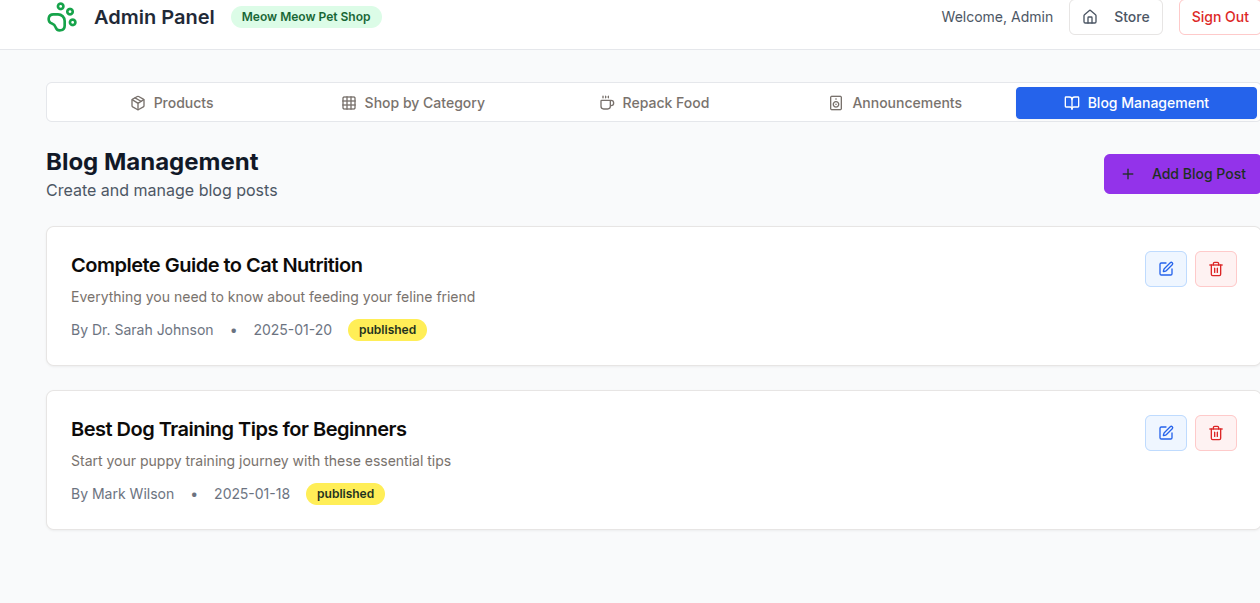 Admin Panel Meow Meow Pet Shop Welcome, Admin Store Sign Out
Products Shop by Category Repack Food Announcements Blog Management
Blog Management
Create and manage blog posts
Add Blog Post
Complete Guide to Cat Nutrition
Everything you need to know about feeding your feline friend
By Dr. Sarah Johnson • 2025-01-20 published
Best Dog Training Tips for Beginners
Start your puppy training journey with these essential tips
By Mark Wilson • 2025-01-18 published